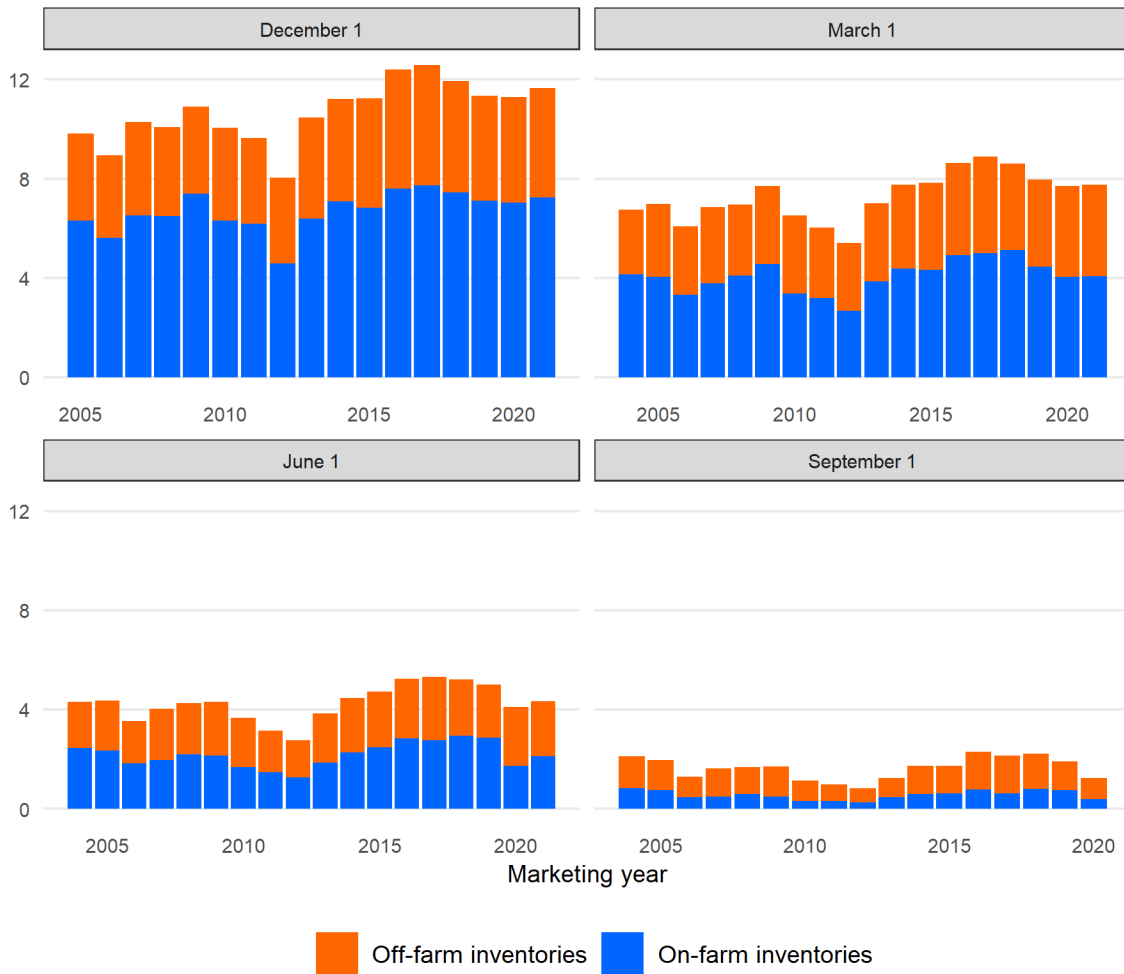 December 1
March 1
12
8
4
0
2005 2010 2015 2020
2005 2010 2015 2020
June 1
September 1
12
8
4
0
2005 2010 2015 2020
2005 2010 2015 2020
Marketing year
Off-farm inventories On-farm inventories